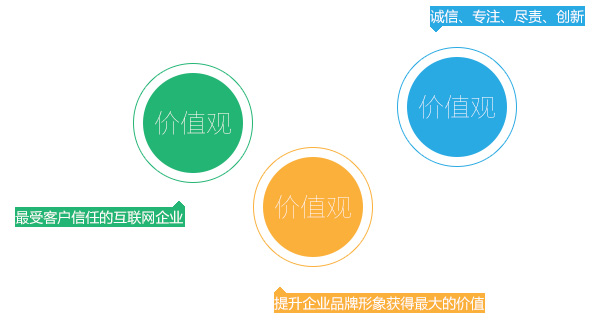 诚信、专注、尽责、创新
价值观
价值观
价值观
最受客户信任的互联网企业
提升企业品牌形象获得最大的价值